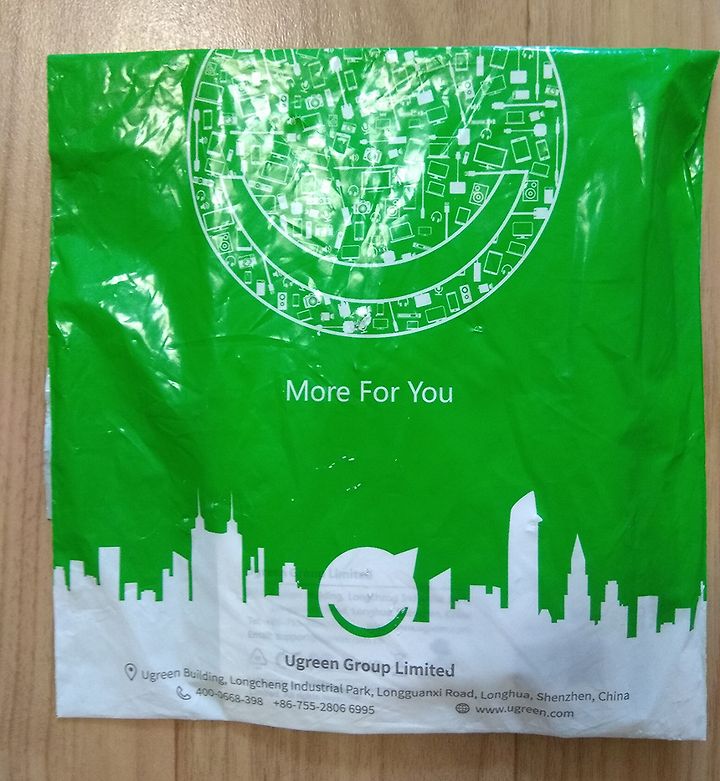 More For You
Ugreen Group Limited
Ugreen Building, Longcheng Industrial Park, Longguanxi Road, Longhua, Shenzhen, China
400-0668-398 +86-755-2806 6995 www.ugreen.com